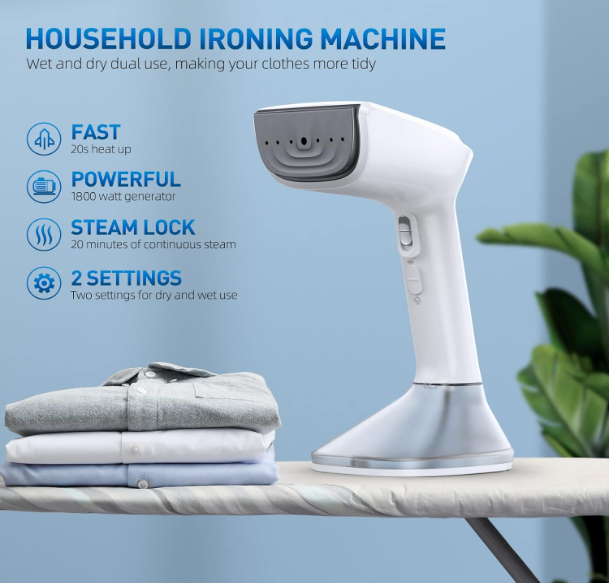 HOUSEHOLD IRONING MACHINE
Wet and dry dual use, making your clothes more tidy
FAST
20s heat up
POWERFUL
1800 watt generator
STEAM LOCK
20 minutes of continuous steam
2 SETTINGS
Two settings for dry and wet use